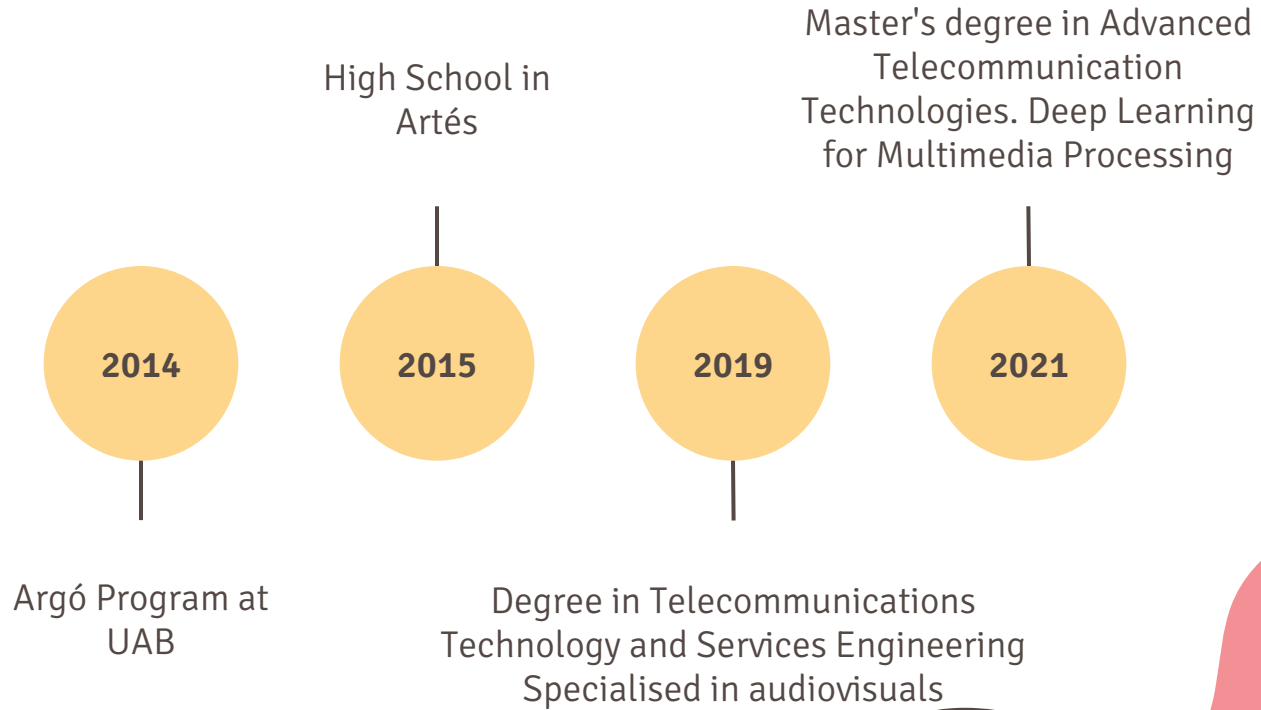 Master's degree in Advanced
Telecommunication
Technologies. Deep Learning
for Multimedia Processing
High School in
Artés
2014
2015
2019
2021
Argó Program at
UAB
Degree in Telecommunications
Technology and Services Engineering
Specialised in audiovisuals